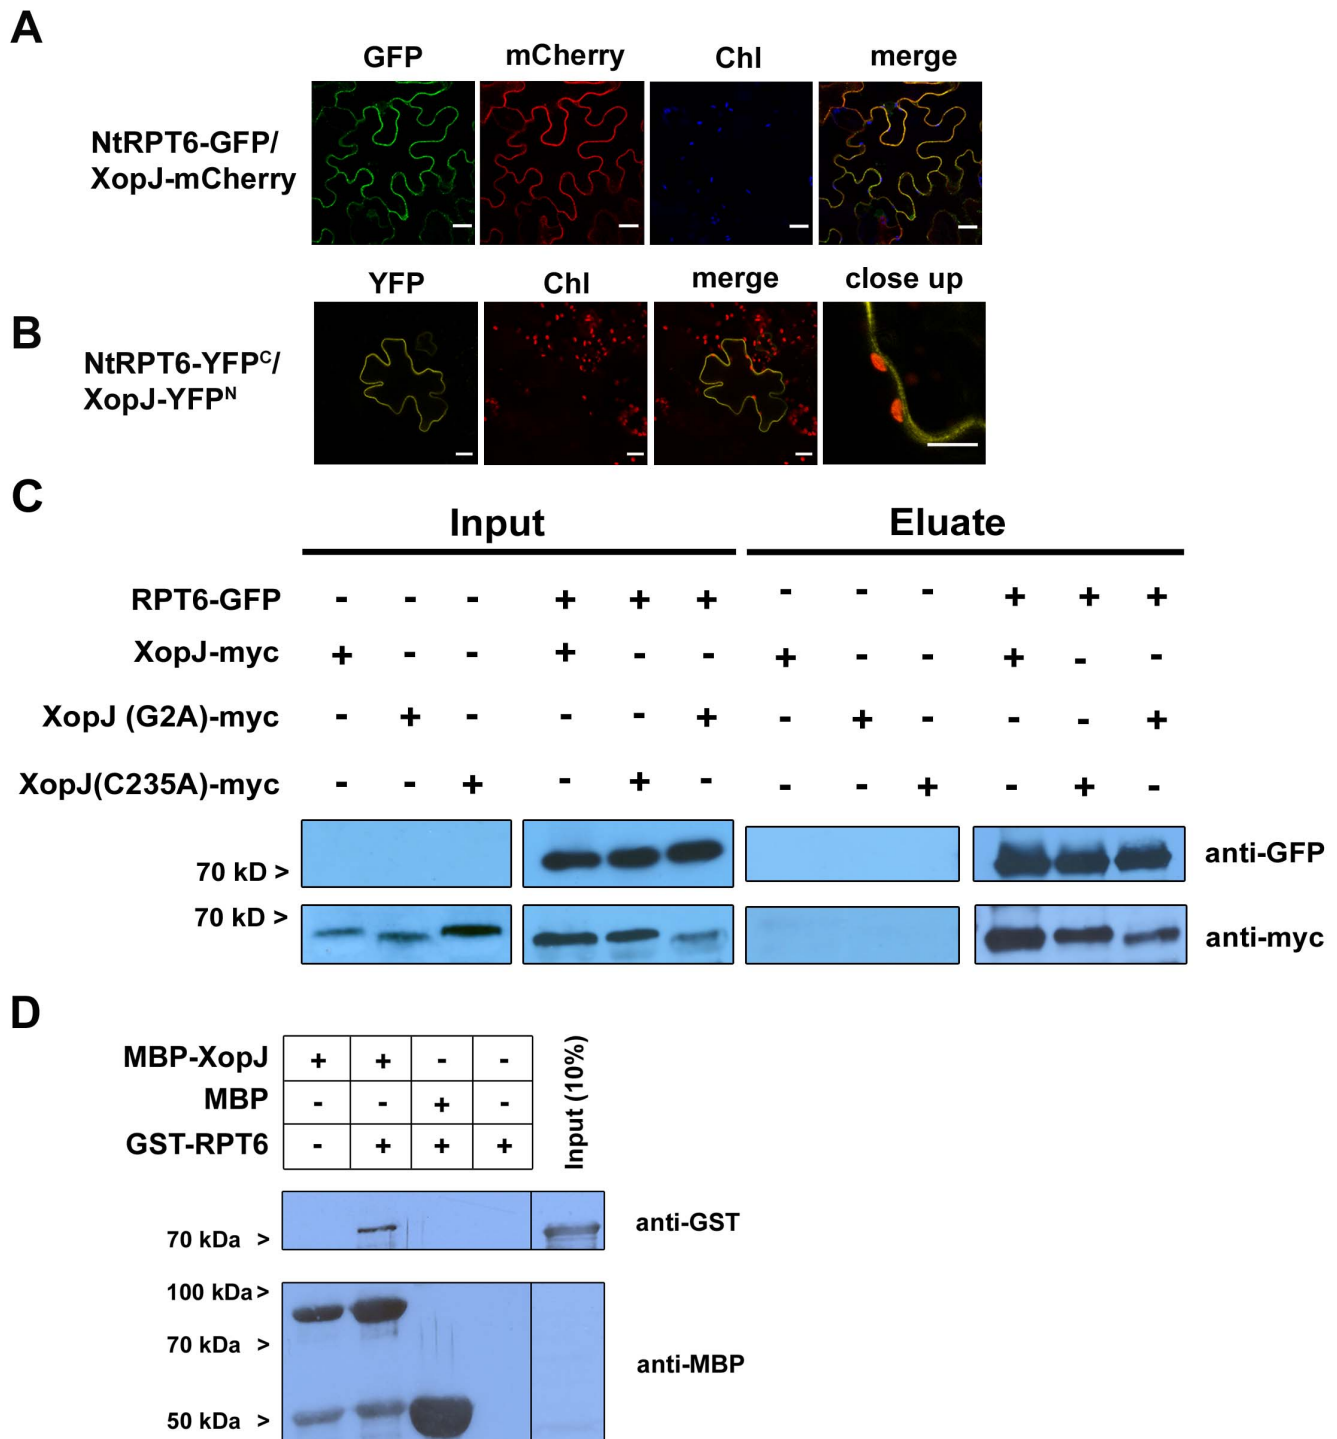 A
GFP mCherry Chl merge
NtRPT6-GFP/
XopJ-mCherry
B
YFP Chl merge close up
NtRPT6-YFPᶜ/
XopJ-YFPᴺ
C
Input Eluate
RPT6-GFP - - - + + + - - - + + +
XopJ-myc + - - + - - + - - + - -
XopJ (G2A)-myc - + - - - + - + - - - +
XopJ(C235A)-myc - - + - + - - - + - + -
70 kD > anti-GFP
70 kD > anti-myc
D
MBP-XopJ + + - -
MBP - - + -
GST-RPT6 - + + +
Input (10%)
70 kDa > anti-GST
100 kDa >
70 kDa >
anti-MBP
50 kDa >